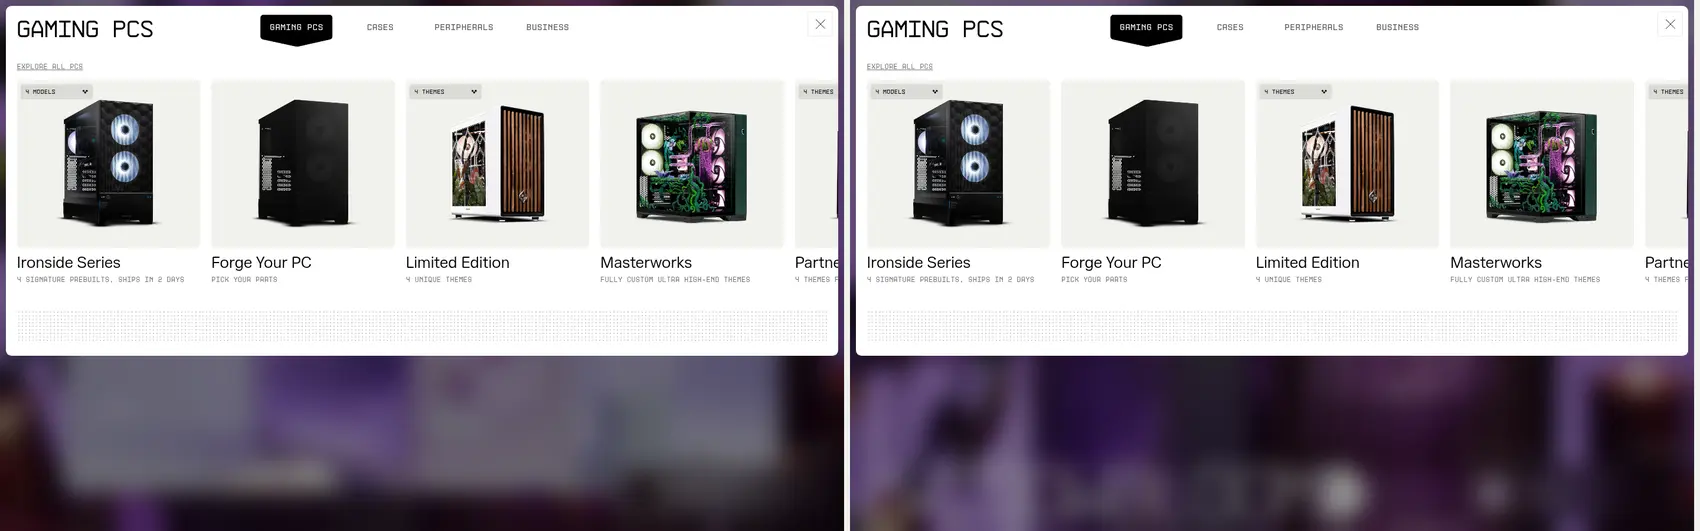 GAMING PCS
GAMING PCS CASES PERIPHERALS BUSINESS
EXPLORE ALL PCS
4 MODELS 4 THEMES 4 THEMES
Ironside Series Forge Your PC Limited Edition Masterworks Partne
4 SIGNATURE PREBUILTS, SHIPS IN 2 DAYS PICK YOUR PARTS 4 UNIQUE THEMES FULLY CUSTOM ULTRA HIGH-END THEMES 4 THEMES F
GAMING PCS
GAMING PCS CASES PERIPHERALS BUSINESS
EXPLORE ALL PCS
4 MODELS 4 THEMES 4 THEMES
Ironside Series Forge Your PC Limited Edition Masterworks Partne
4 SIGNATURE PREBUILTS, SHIPS IN 2 DAYS PICK YOUR PARTS 4 UNIQUE THEMES FULLY CUSTOM ULTRA HIGH-END THEMES 4 THEMES F